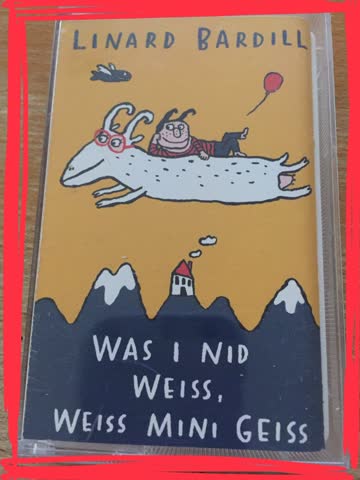 LINARD BARDILL
WAS I NID
WEISS,
WEISS MINI GEISS